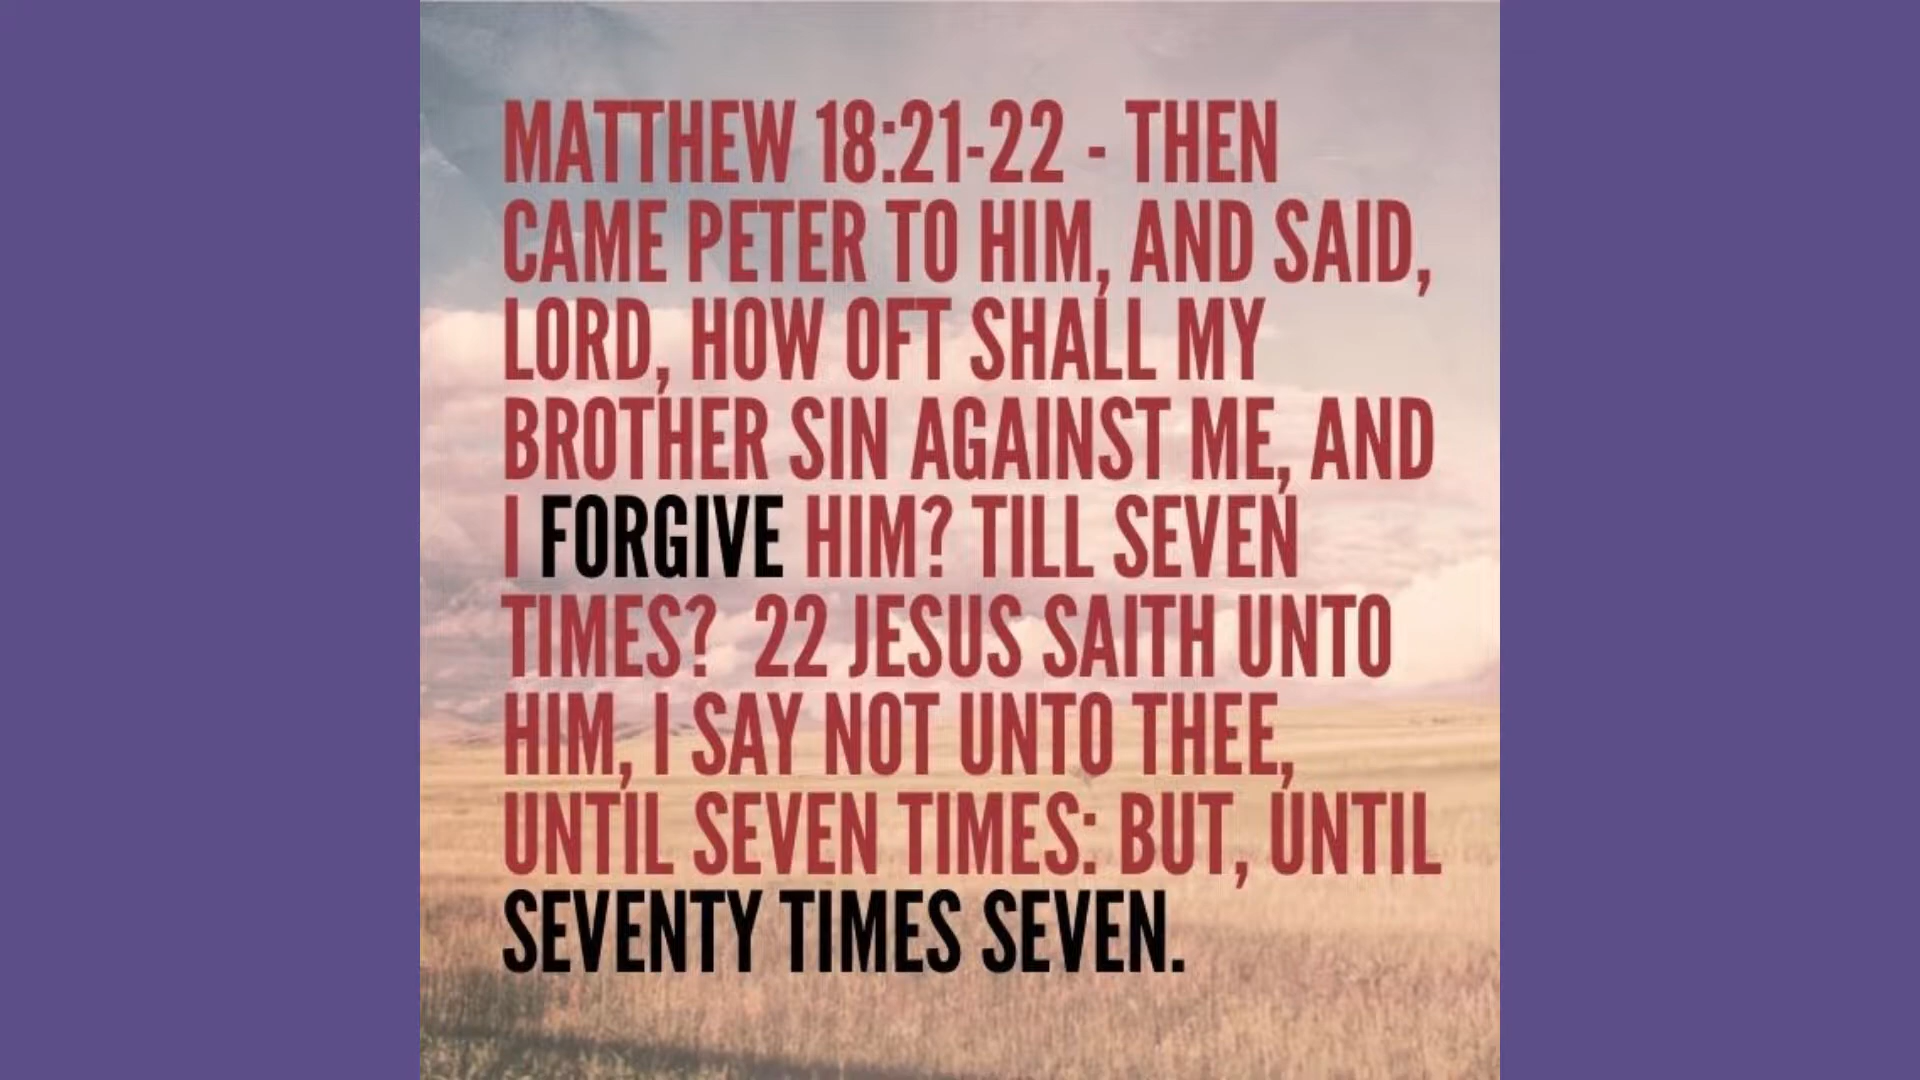 MATTHEW 18:21-22 - THEN
CAME PETER TO HIM, AND SAID,
LORD, HOW OFT SHALL MY
BROTHER SIN AGAINST ME, AND
I FORGIVE HIM? TILL SEVEN
TIMES?  22 JESUS SAITH UNTO
HIM, I SAY NOT UNTO THEE,
UNTIL SEVEN TIMES: BUT, UNTIL
SEVENTY TIMES SEVEN.